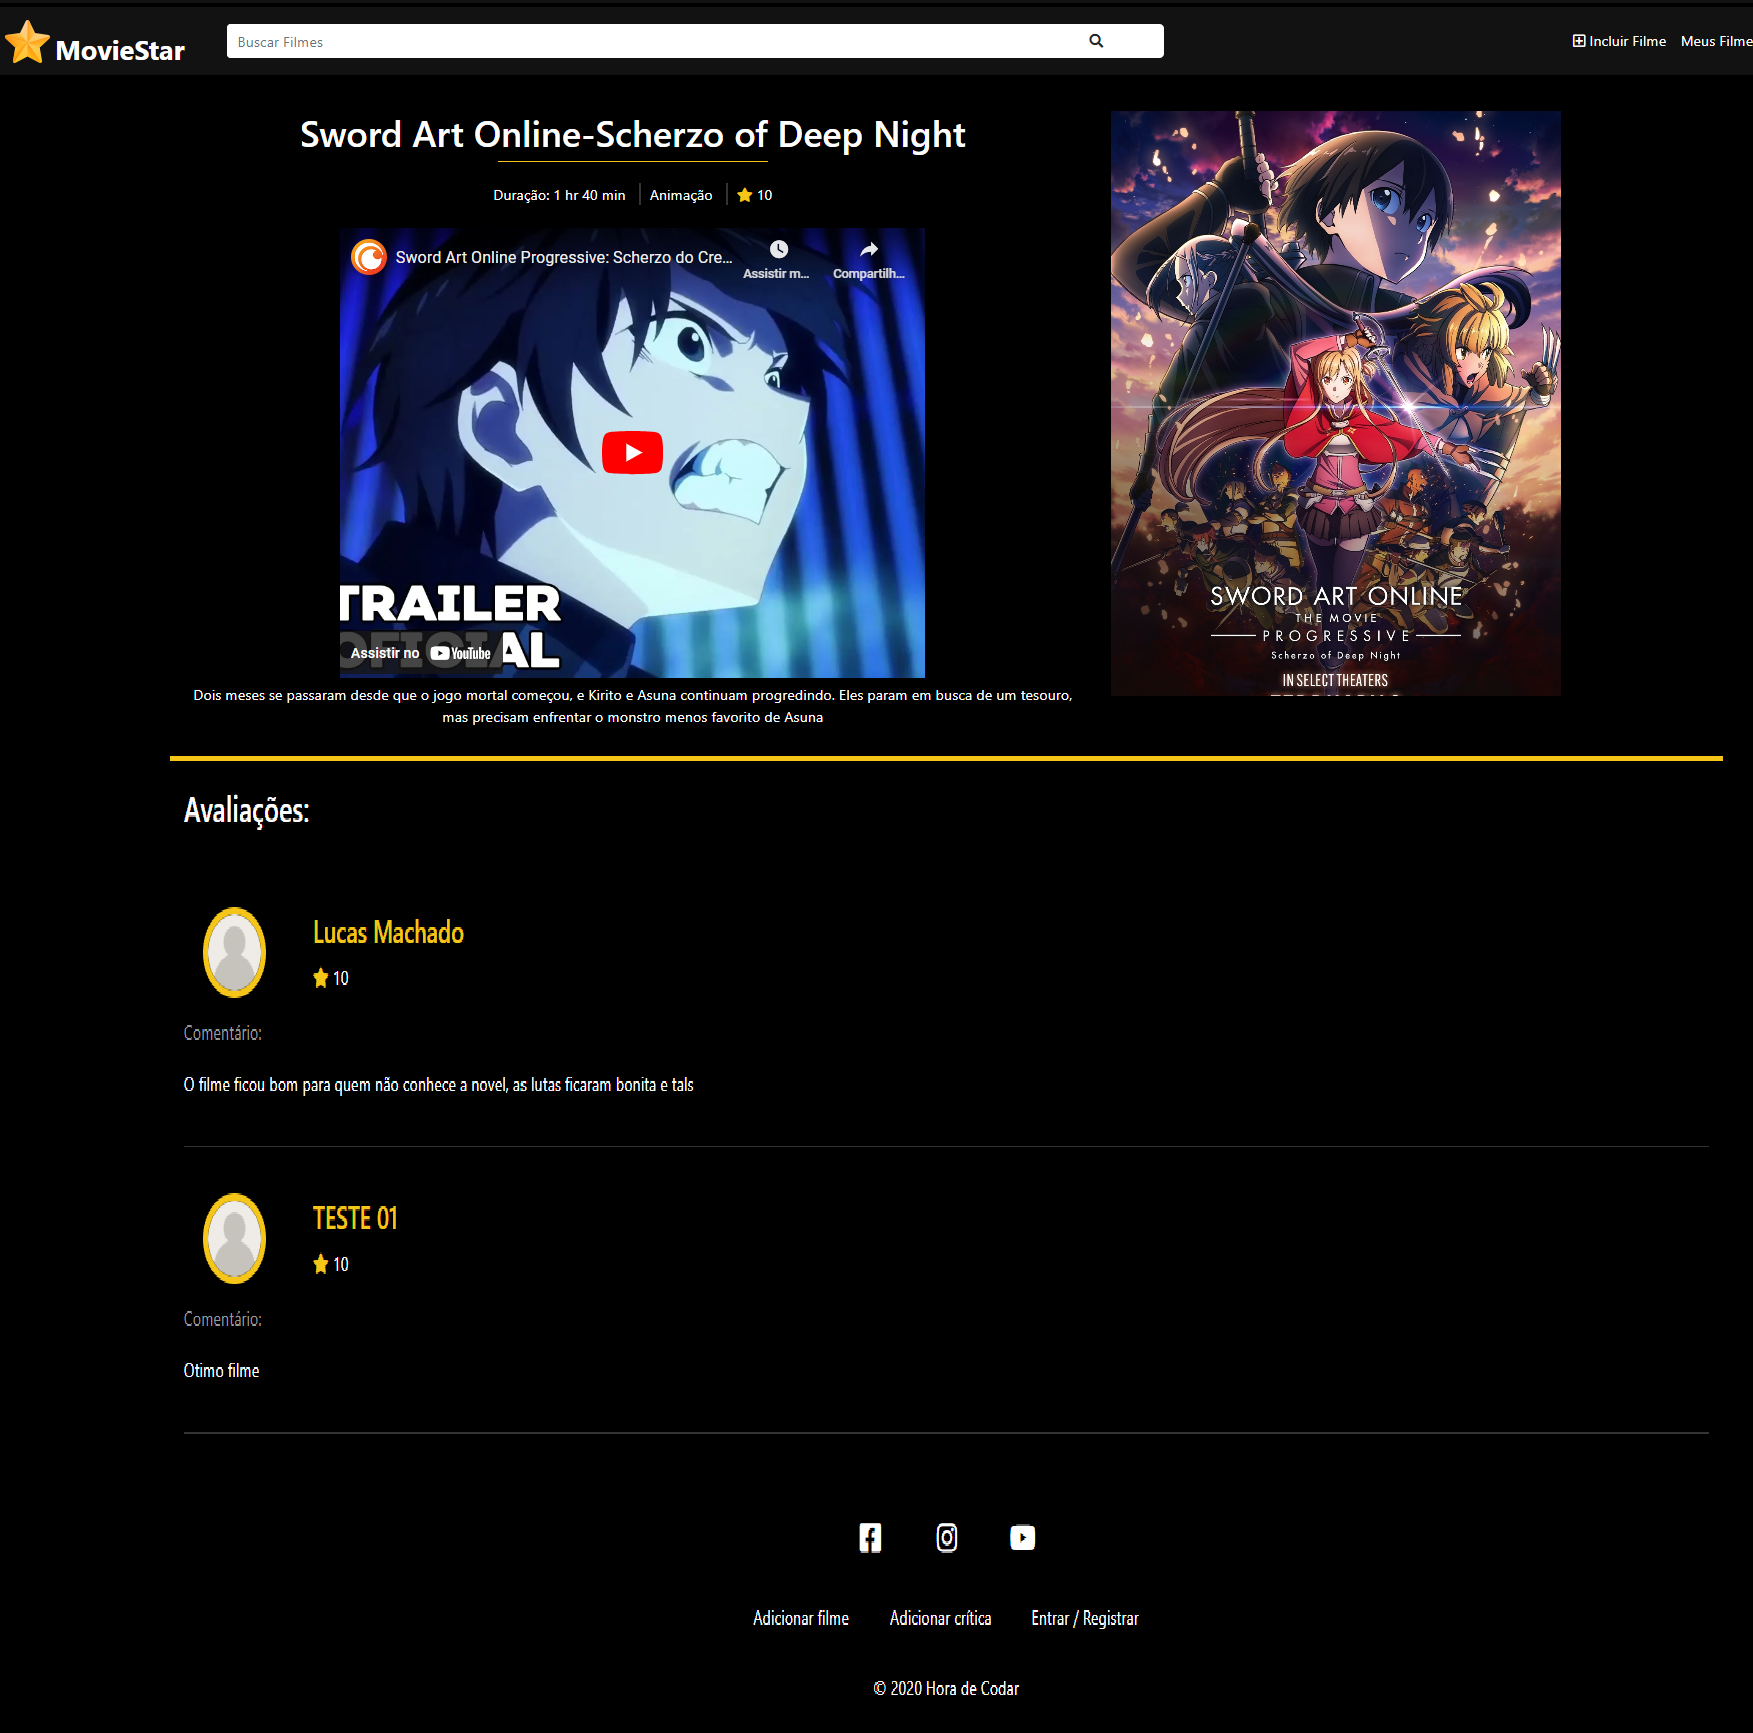 MovieStar
Buscar Filmes
Incluir Filme
Meus Filme
Sword Art Online-Scherzo of Deep Night
Duração: 1 hr 40 min
Animação
10
Sword Art Online Progressive: Scherzo do Cre...
Assistir m...
Compartilh...
TRAILER
OFICIAL
Assistir no YouTube
Dois meses se passaram desde que o jogo mortal começou, e Kirito e Asuna continuam progredindo. Eles param em busca de um tesouro,
mas precisam enfrentar o monstro menos favorito de Asuna
SWORD ART ONLINE
THE MOVIE
PROGRESSIVE
Scherzo of Deep Night
IN SELECT THEATERS
Avaliações:
Lucas Machado
10
Comentário:
O filme ficou bom para quem não conhece a novel, as lutas ficaram bonita e tals
TESTE 01
10
Comentário:
Otimo filme
Adicionar filme
Adicionar crítica
Entrar / Registrar
© 2020 Hora de Codar